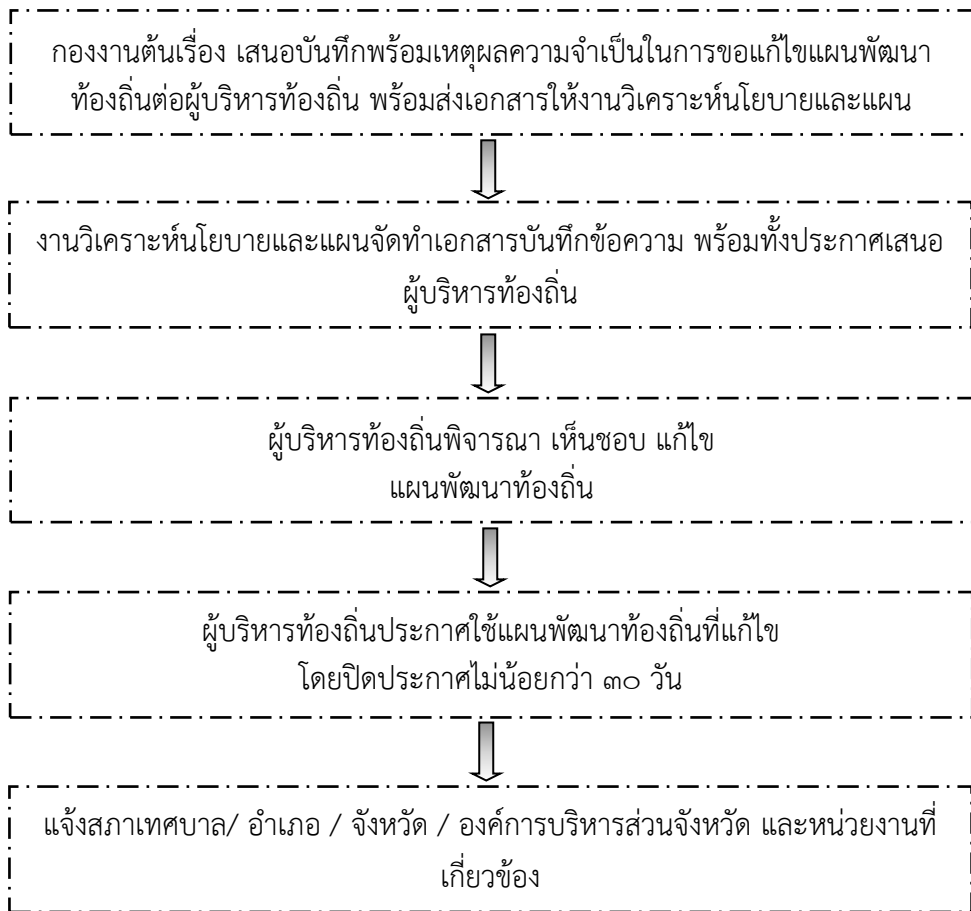 กองงานต้นเรื่อง เสนอบันทึกพร้อมเหตุผลความจำเป็นในการขอแก้ไขแผนพัฒนา
ท้องถิ่นต่อผู้บริหารท้องถิ่น พร้อมส่งเอกสารให้งานวิเคราะห์นโยบายและแผน
งานวิเคราะห์นโยบายและแผนจัดทำเอกสารบันทึกข้อความ พร้อมทั้งประกาศเสนอ
ผู้บริหารท้องถิ่น
ผู้บริหารท้องถิ่นพิจารณา เห็นชอบ แก้ไข
แผนพัฒนาท้องถิ่น
ผู้บริหารท้องถิ่นประกาศใช้แผนพัฒนาท้องถิ่นที่แก้ไข
โดยปิดประกาศไม่น้อยกว่า ๓๐ วัน
แจ้งสภาเทศบาล/ อำเภอ / จังหวัด / องค์การบริหารส่วนจังหวัด และหน่วยงานที่
เกี่ยวข้อง